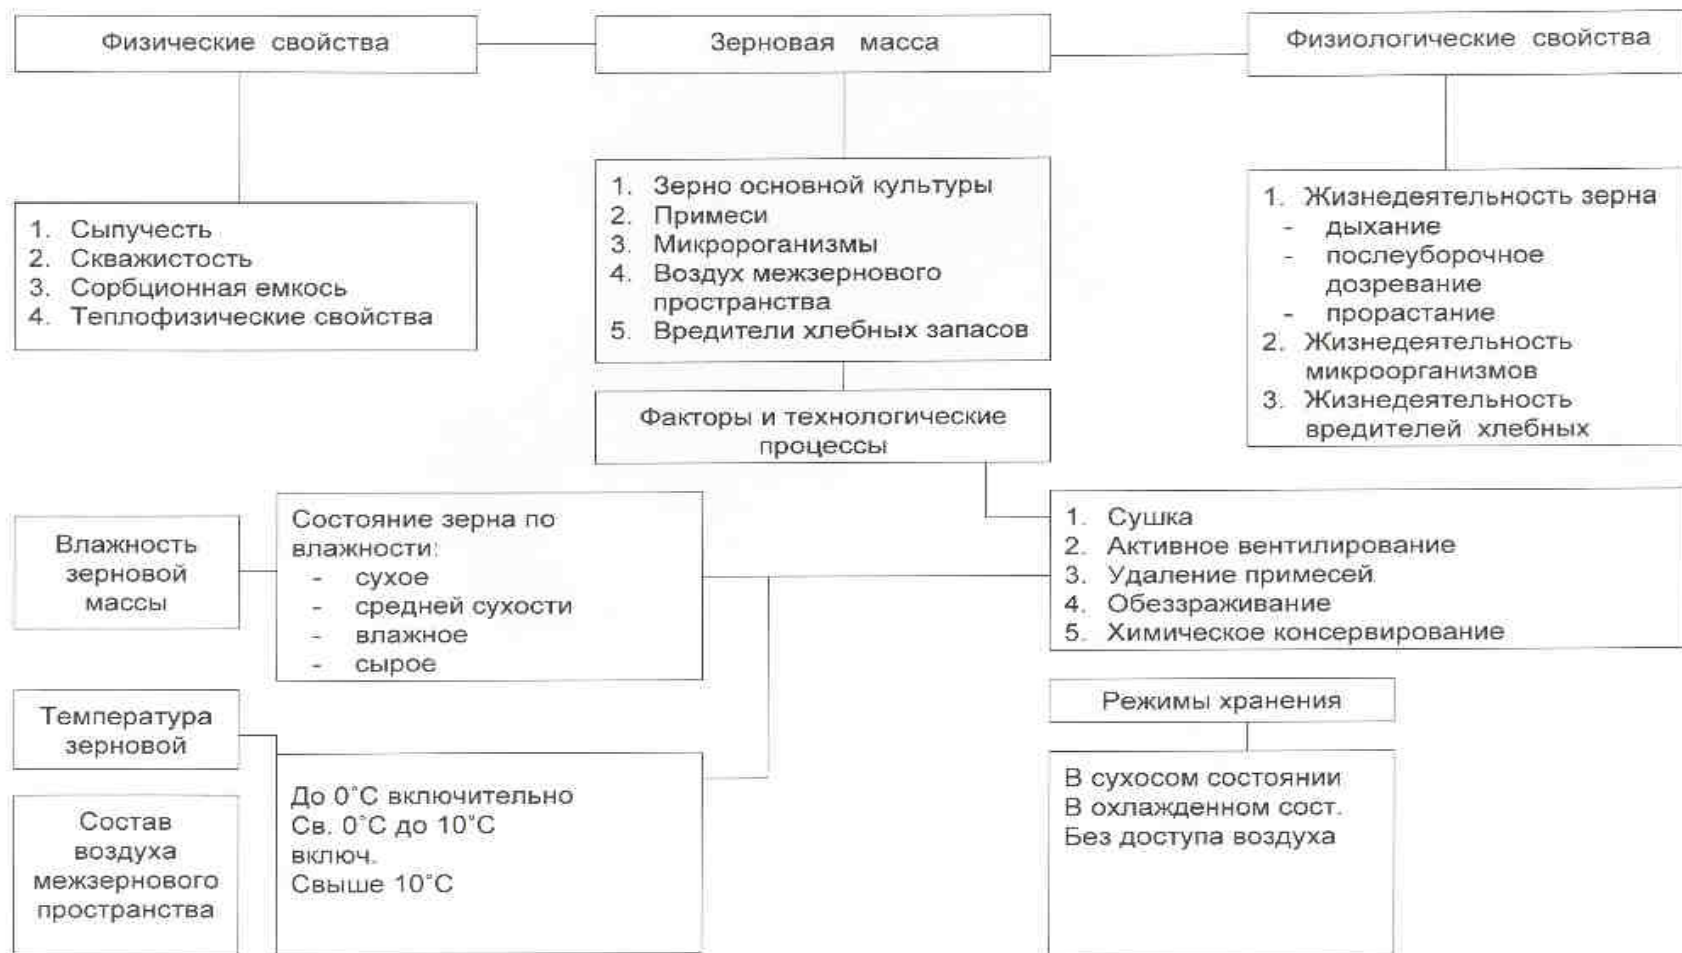 Физические свойства
Зерновая масса
Физиологические свойства
1. Сыпучесть
2. Скважистость
3. Сорбционная емкось
4. Теплофизические свойства
1. Зерно основной культуры
2. Примеси
3. Микророганизмы
4. Воздух межзернового
пространства
5. Вредители хлебных запасов
1. Жизнедеятельность зерна
- дыхание
- послеуборочное
дозревание
- прорастание
2. Жизнедеятельность
микроорганизмов
3. Жизнедеятельность
вредителей хлебных
Факторы и технологические
процессы
Влажность
зерновой
массы
Состояние зерна по
влажности:
- сухое
- средней сухости
- влажное
- сырое
1. Сушка
2. Активное вентилирование
3. Удаление примесей
4. Обеззраживание
5. Химическое консервирование
Температура
зерновой
До 0°С включительно
Св. 0°С до 10°С
включ.
Свыше 10°С
Состав
воздуха
межзернового
пространства
Режимы хранения
В сухосом состоянии
В охлажденном сост.
Без доступа воздуха